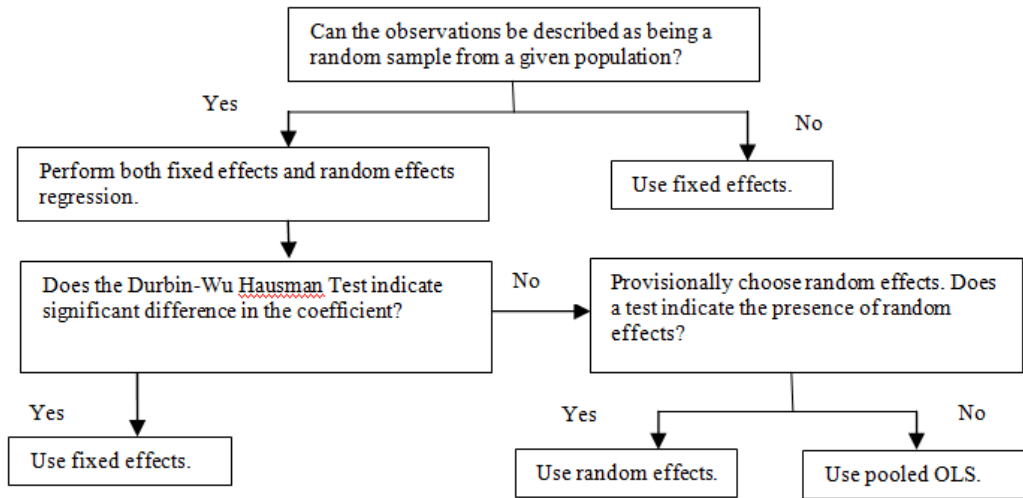 Can the observations be described as being a
random sample from a given population?
Yes
No
Perform both fixed effects and random effects
regression.
Use fixed effects.
Does the Durbin-Wu Hausman Test indicate
significant difference in the coefficient?
No
Provisionally choose random effects. Does
a test indicate the presence of random
effects?
Yes
Use fixed effects.
Yes
No
Use random effects.
Use pooled OLS.